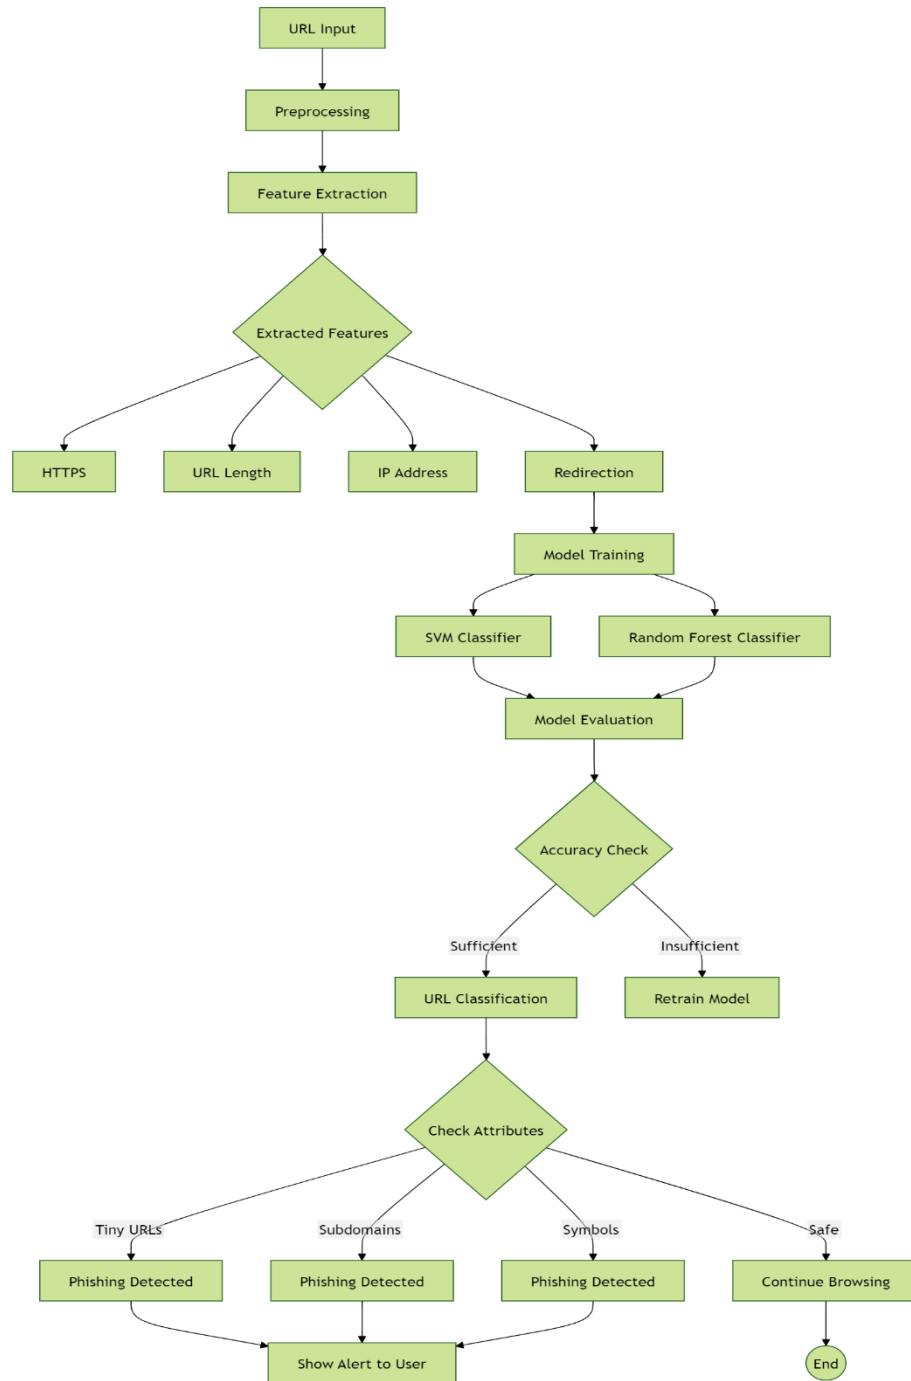 URL Input
Preprocessing
Feature Extraction
Extracted Features
HTTPS
URL Length
IP Address
Redirection
Model Training
SVM Classifier
Random Forest Classifier
Model Evaluation
Accuracy Check
Sufficient
Insufficient
URL Classification
Retrain Model
Check Attributes
Tiny URLs
Subdomains
Symbols
Safe
Phishing Detected
Phishing Detected
Phishing Detected
Continue Browsing
Show Alert to User
End